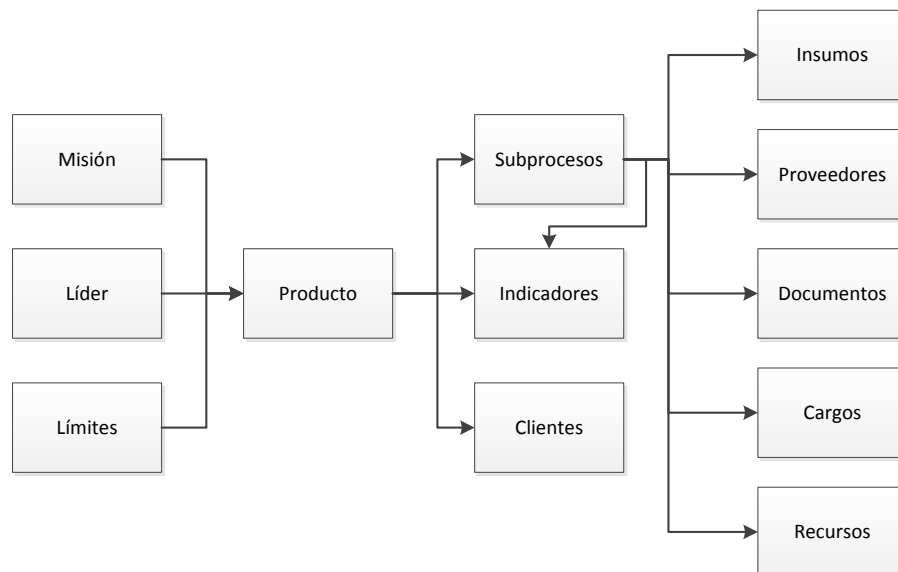 Misión
Líder
Límites
Producto
Subprocesos
Indicadores
Clientes
Insumos
Proveedores
Documentos
Cargos
Recursos